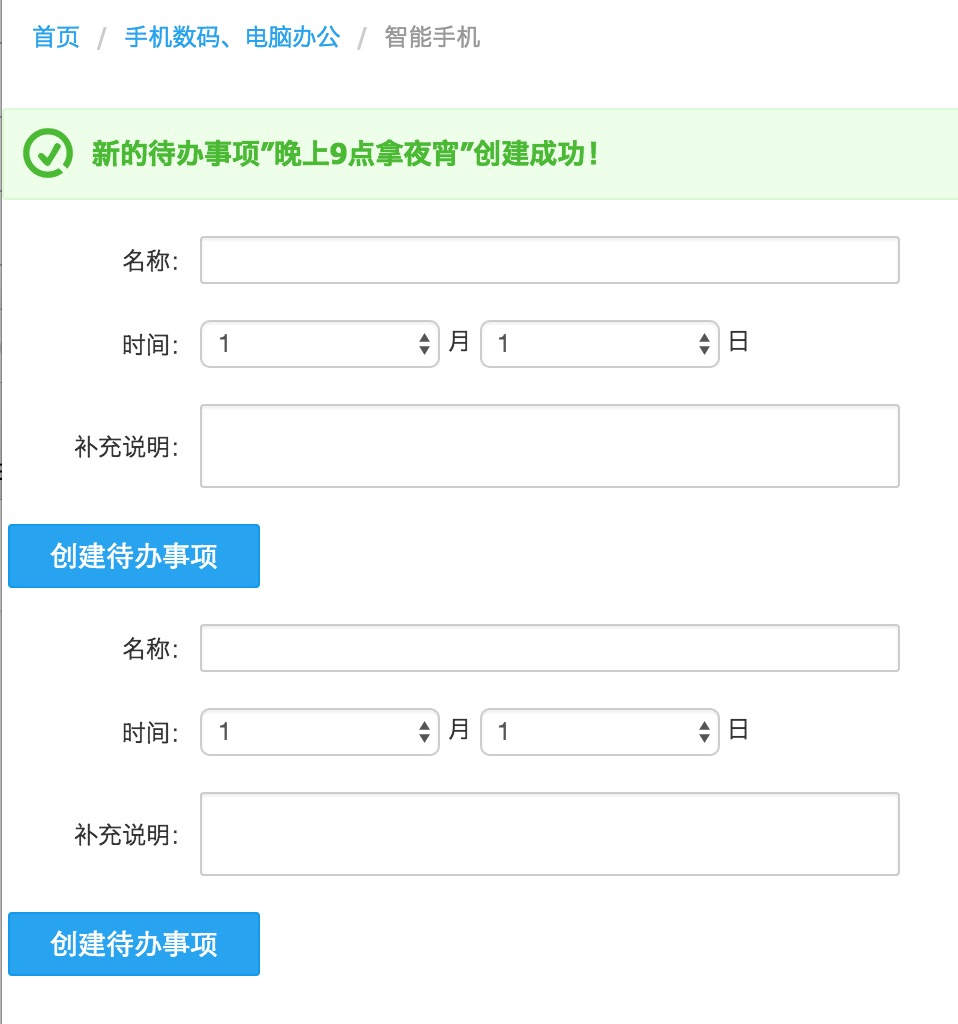 首页 / 手机数码、电脑办公 / 智能手机
新的待办事项”晚上9点拿夜宵”创建成功！
名称：
时间： 1 月 1 日
补充说明：
创建待办事项
名称：
时间： 1 月 1 日
补充说明：
创建待办事项